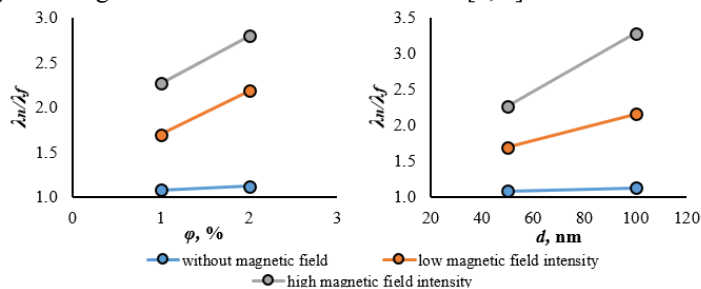 3.0
2.5
2.0
1.5
1.0
λn/λf
0 1 2 3
φ, %
3.5
3.0
2.5
2.0
1.5
1.0
λn/λf
20 40 60 80 100 120
d, nm
without magnetic field
low magnetic field intensity
high magnetic field intensity